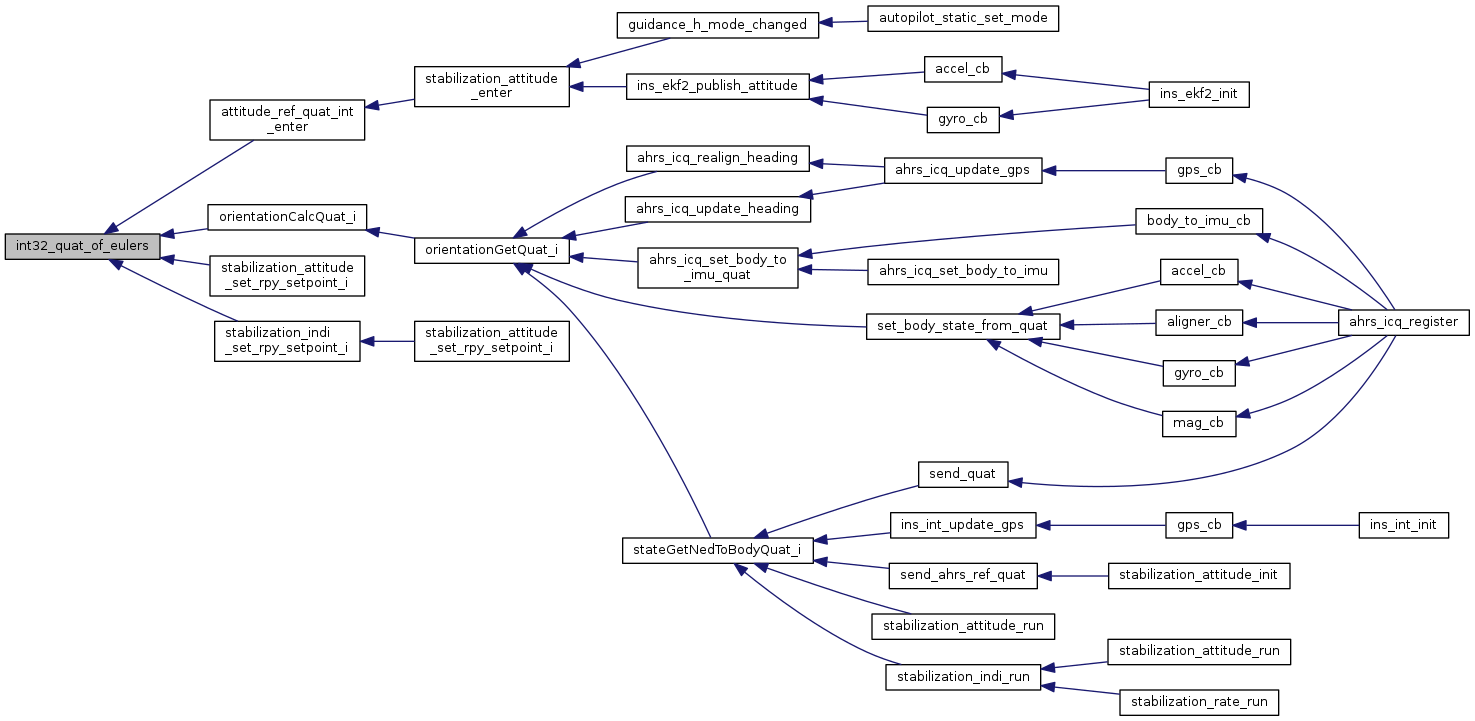 guidance_h_mode_changed
autopilot_static_set_mode
stabilization_attitude
_enter
ins_ekf2_publish_attitude
accel_cb
gyro_cb
ins_ekf2_init
attitude_ref_quat_int
_enter
int32_quat_of_eulers
orientationCalcQuat_i
stabilization_attitude
_set_rpy_setpoint_i
stabilization_indi
_set_rpy_setpoint_i
stabilization_attitude
_set_rpy_setpoint_i
orientationGetQuat_i
ahrs_icq_realign_heading
ahrs_icq_update_heading
ahrs_icq_update_gps
gps_cb
ahrs_icq_set_body_to
_imu_quat
body_to_imu_cb
ahrs_icq_set_body_to_imu
set_body_state_from_quat
accel_cb
aligner_cb
gyro_cb
mag_cb
ahrs_icq_register
stateGetNedToBodyQuat_i
send_quat
ins_int_update_gps
gps_cb
ins_int_init
send_ahrs_ref_quat
stabilization_attitude_init
stabilization_attitude_run
stabilization_indi_run
stabilization_attitude_run
stabilization_rate_run